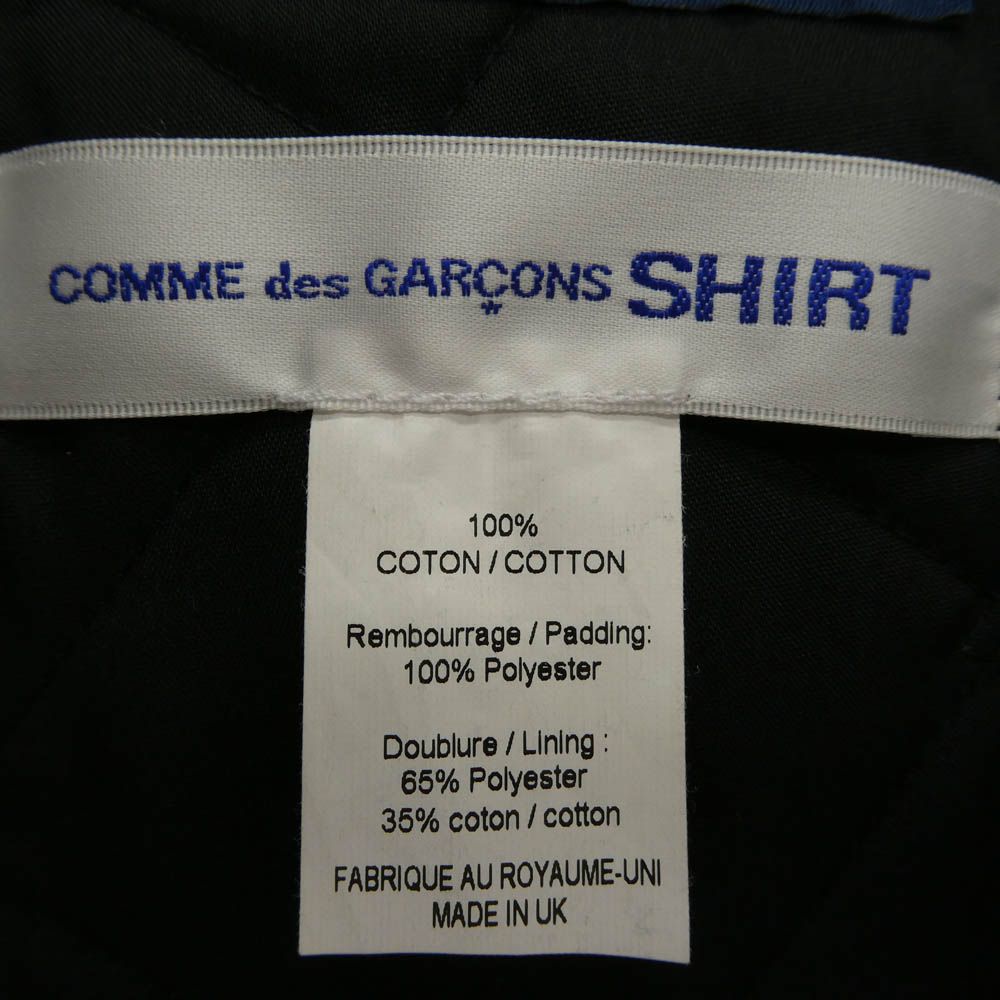 COMME des GARÇONS SHIRT
*
100%
COTON / COTTON
Rembourrage / Padding:
100% Polyester
Doublure / Lining :
65% Polyester
35% coton / cotton
FABRIQUE AU ROYAUME-UNI
MADE IN UK